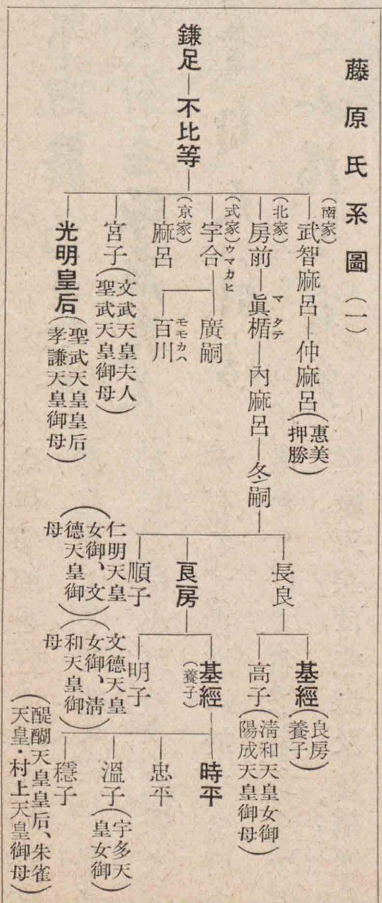 藤原氏系圖（一）
鎌足―不比等
（南家）
武智麻呂―仲麻呂（惠美押勝）
（北家）
房前―眞楯―內麻呂―冬嗣
マタテ
（式家）ウマカヒ
宇合―廣嗣
百川
モモカハ
（京家）
麻呂
宮子（文武天皇夫人
聖武天皇御母）
光明皇后（聖武天皇皇后
孝謙天皇御母）
長良
基經（良房
養子）
高子（淸和天皇女御
陽成天皇御母）
良房
基經
（養子）
時平
忠平
溫子（宇多天
皇女御）
穩子（醍醐天皇皇后、朱雀
天皇・村上天皇御母）
明子（文德天皇
女御、淸
和天皇御
母）
順子（仁明天皇
女御、文
德天皇御
母）